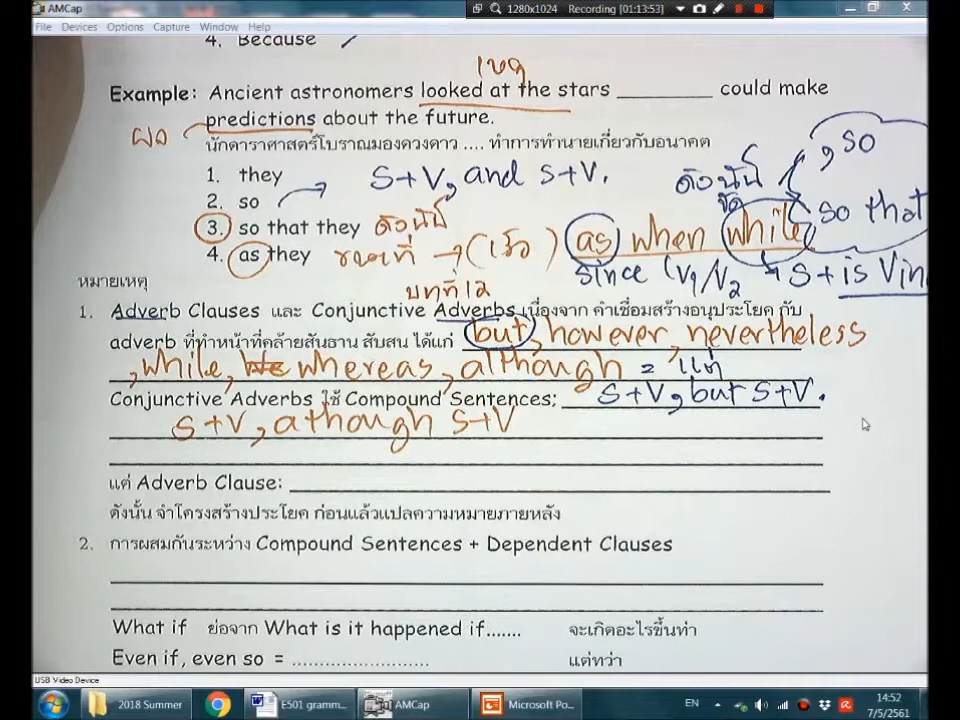 AMCap
1280x1024 Recording [01:13:53]
File Devices Options Capture Window Help
4. Because
เหตุ
Example: Ancient astronomers looked at the stars ________ could make
ผล predictions about the future.
นักดาราศาสตร์โบราณมองดวงดาว .... ทำการทำนายเกี่ยวกับอนาคต
, so
1. they S+V, and S+V. ดังนั้น
2. so so that
3. so that they ดังนั้น as when while
4. as they ขณะที่ → (เร็ว) since (V1/V2 S+is Vin
หมายเหตุ
บทที่ 12
1. Adverb Clauses และ Conjunctive Adverbs เนื่องจาก คำเชื่อมสร้างอนุประโยค กับ
adverb ที่ทำหน้าที่คล้ายสันธาน สับสน ได้แก่ but, however, nevertheless
, while, whereas, although = แต่
Conjunctive Adverbs ใช้ Compound Sentences: S+V, but S+V.
S+V, athough S+V
แต่ Adverb Clause:
ดังนั้น จำโครงสร้างประโยค ก่อนแล้วแปลความหมายภายหลัง
2. การผสมกันระหว่าง Compound Sentences + Dependent Clauses
What if ย่อจาก What is it happened if....... จะเกิดอะไรขึ้นท่า
Even if, even so = ............................ แต่ทว่า
USB Video Device
2018 Summer E501 gramm... AMCap Microsoft Po... EN 14:52
7/5/2561